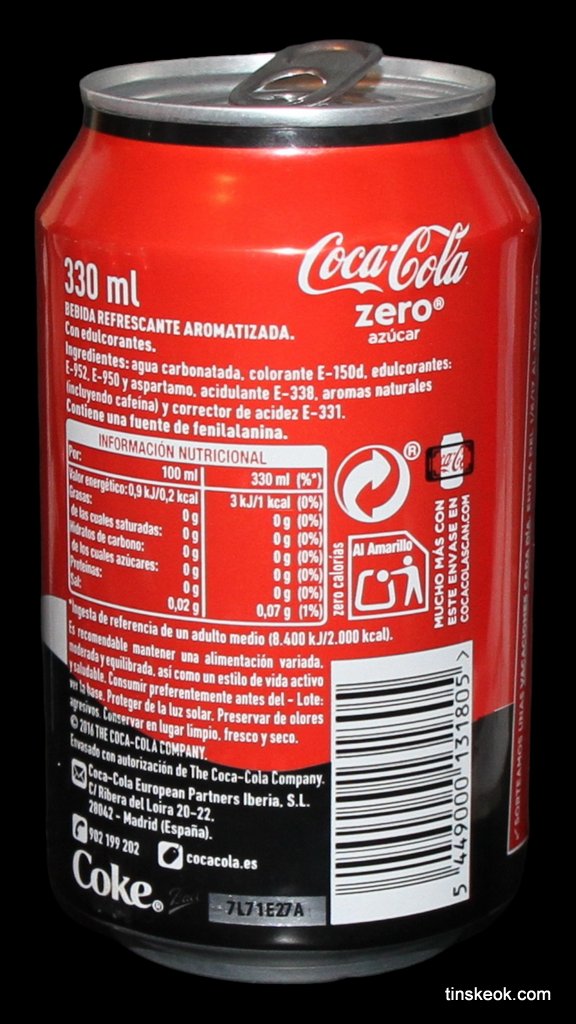 330 ml
Coca-Cola
zero®
azúcar
BEBIDA REFRESCANTE AROMATIZADA.
Con edulcorantes.
Ingredientes: agua carbonatada, colorante E-150d, edulcorantes:
E-952, E-950 y aspartamo, acidulante E-338, aromas naturales
(incluyendo cafeína) y corrector de acidez E-331.
Contiene una fuente de fenilalanina.
INFORMACIÓN NUTRICIONAL
Por: 100 ml 330 ml (%*)
Valor energético: 0,9 kJ/0,2 kcal 3 kJ/1 kcal (0%)
Grasas: 0 g 0 g (0%)
de las cuales saturadas: 0 g 0 g (0%)
Hidratos de carbono: 0 g 0 g (0%)
de los cuales azúcares: 0 g 0 g (0%)
Proteínas: 0 g 0 g (0%)
Sal: 0,02 g 0,07 g (1%)
zero calorías
®
Al Amarillo
MUCHO MÁS CON
ESTE ENVASE EN
COCACOLASCAN.COM
*Ingesta de referencia de un adulto medio (8.400 kJ/2.000 kcal).
Es recomendable mantener una alimentación variada,
moderada y equilibrada, así como un estilo de vida activo
y saludable. Consumir preferentemente antes del - Lote:
ver la base. Proteger de la luz solar. Preservar de olores
agresivos. Conservar en lugar limpio, fresco y seco.
© 2016 THE COCA-COLA COMPANY.
Envasado con autorización de The Coca-Cola Company.
Coca-Cola European Partners Iberia, S.L.
C/ Ribera del Loira 20-22.
28042 - Madrid (España).
902 199 202 cocacola.es
Coke®
7L71E27A
5 449000 131805 >
SORTEAMOS UNAS VACACIONES CADA DÍA. ENTRA DEL
tinskeok.com